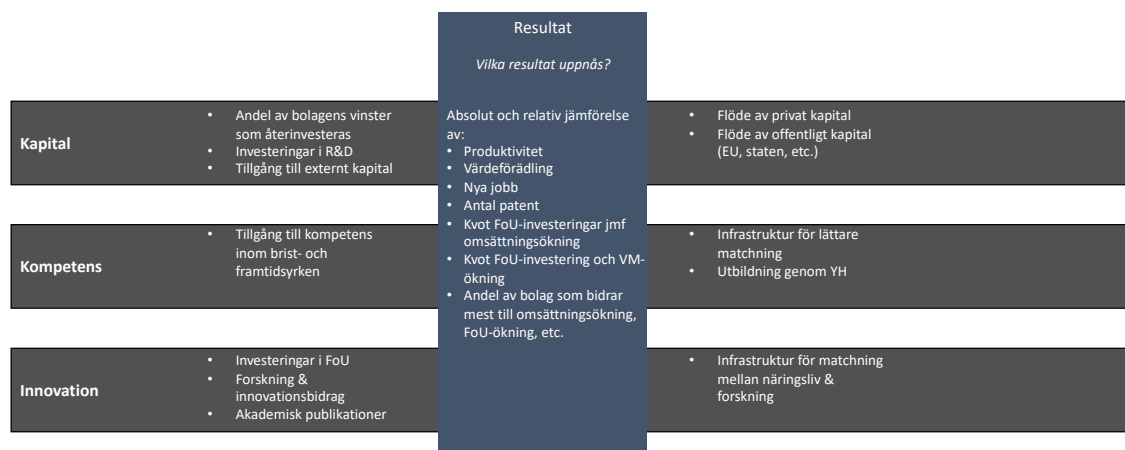 Resultat
Vilka resultat uppnås?
Kapital
• Andel av bolagens vinster
som återinvesteras
• Investeringar i R&D
• Tillgång till externt kapital
Absolut och relativ jämförelse
av:
• Produktivitet
• Värdeförädling
• Nya jobb
• Antal patent
• Kvot FoU-investeringar jmf
omsättningsökning
• Kvot FoU-investering och VM-
ökning
• Andel av bolag som bidrar
mest till omsättningsökning,
FoU-ökning, etc.
• Flöde av privat kapital
• Flöde av offentligt kapital
(EU, staten, etc.)
Kompetens
• Tillgång till kompetens
inom brist- och
framtidsyrken
• Infrastruktur för lättare
matchning
• Utbildning genom YH
Innovation
• Investeringar i FoU
• Forskning &
innovationsbidrag
• Akademisk publikationer
• Infrastruktur för matchning
mellan näringsliv &
forskning